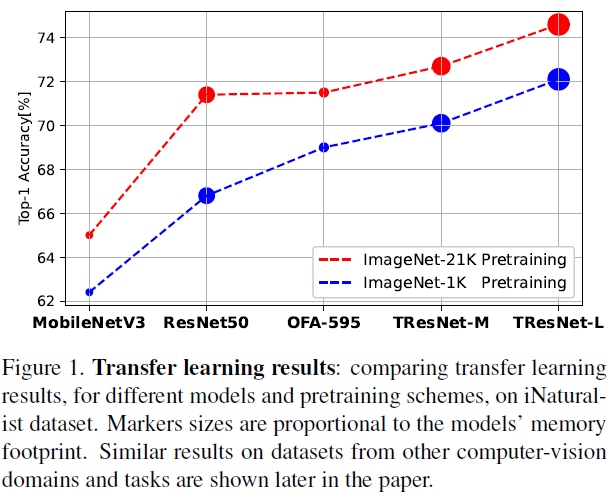 74
72
70
68
66
64
62
Top-1 Accuracy[%]
ImageNet-21K Pretraining
ImageNet-1K Pretraining
MobileNetV3 ResNet50 OFA-595 TResNet-M TResNet-L
Figure 1. Transfer learning results: comparing transfer learning
results, for different models and pretraining schemes, on iNatural-
ist dataset. Markers sizes are proportional to the models' memory
footprint. Similar results on datasets from other computer-vision
domains and tasks are shown later in the paper.